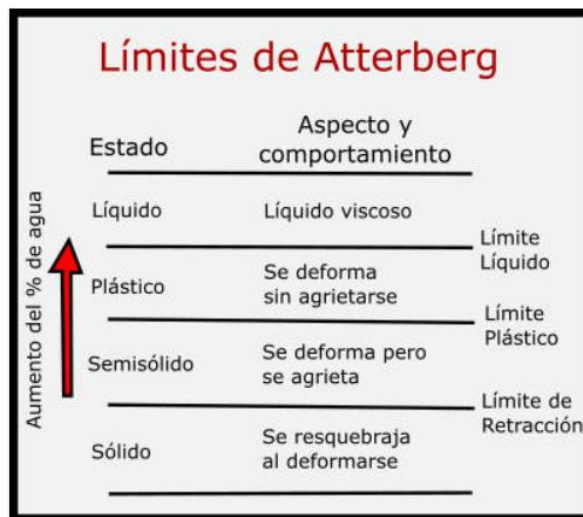 Límites de Atterberg
Estado
Aspecto y
comportamiento
Aumento del % de agua
Líquido
Líquido viscoso
Límite
Líquido
Plástico
Se deforma
sin agrietarse
Límite
Plástico
Semisólido
Se deforma pero
se agrieta
Límite de
Retracción
Sólido
Se resquebraja
al deformarse